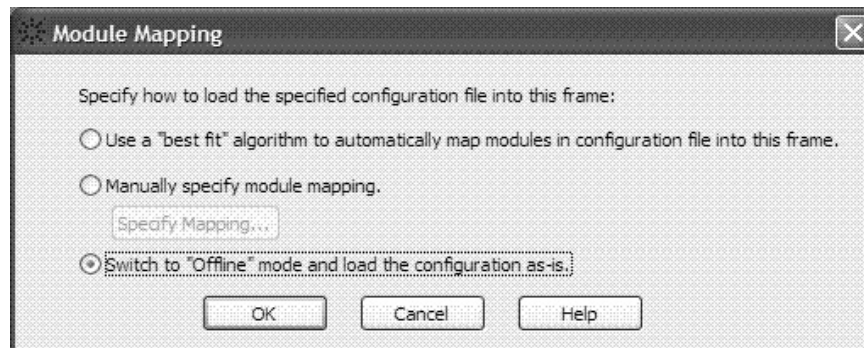 Module Mapping
Specify how to load the specified configuration file into this frame:
Use a "best fit" algorithm to automatically map modules in configuration file into this frame.
Manually specify module mapping.
Specify Mapping...
Switch to "Offline" mode and load the configuration as-is.
OK Cancel Help